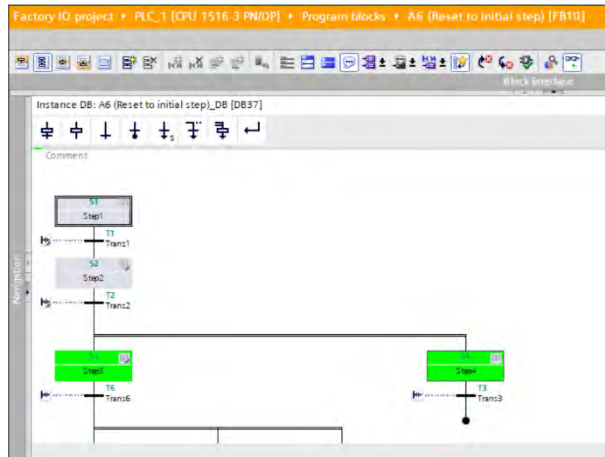 Factory IO project ▸ PLC_1 [CPU 1516-3 PN/DP] ▸ Program blocks ▸ A6 (Reset to initial step) [FB10]
Block interface
Instance DB: A6 (Reset to initial step)_DB [DB37]
S
Comment
S1
Step1
T1
Trans1
S2
Step2
T2
Trans2
S3
Step3
S4
Step4
T6
Trans6
T3
Trans3
Navigation